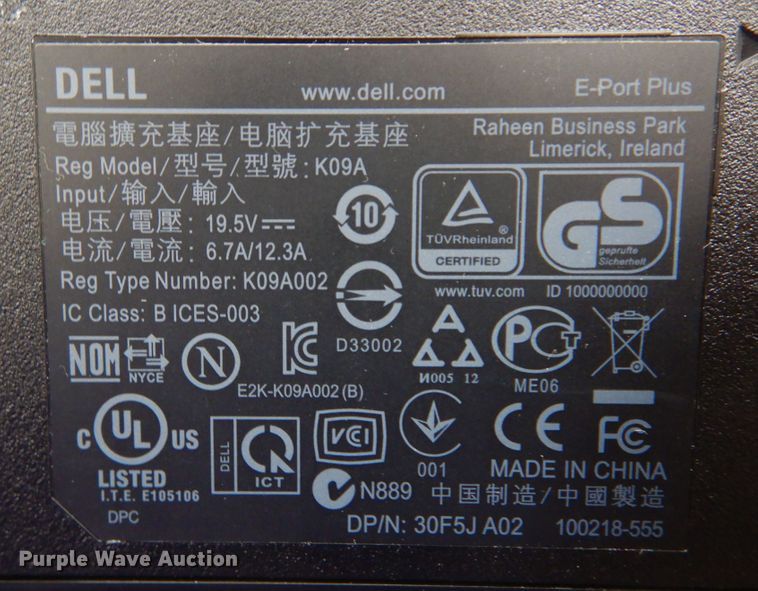 DELL www.dell.com E-Port Plus
電腦擴充基座/电脑扩充基座 Raheen Business Park
Limerick, Ireland
Reg Model/型号/型號: K09A
Input/输入/輸入
电压/電壓: 19.5V
电流/電流: 6.7A/12.3A
10
TÜVRheinland®
CERTIFIED
www.tuv.com ID 1000000000
GS
geprüfte
Sicherheit
Reg Type Number: K09A002
IC Class: B ICES-003
D33002
NOM NYCE N
E2K-K09A002 (B)
И005 12
PCT
ME06
c UL US
LISTED
I.T.E. E105106
DPC
DELL ICT
VCI
001
CE FC
N889
MADE IN CHINA
中国制造/中國製造
DP/N: 30F5J A02 100218-555
Purple Wave Auction